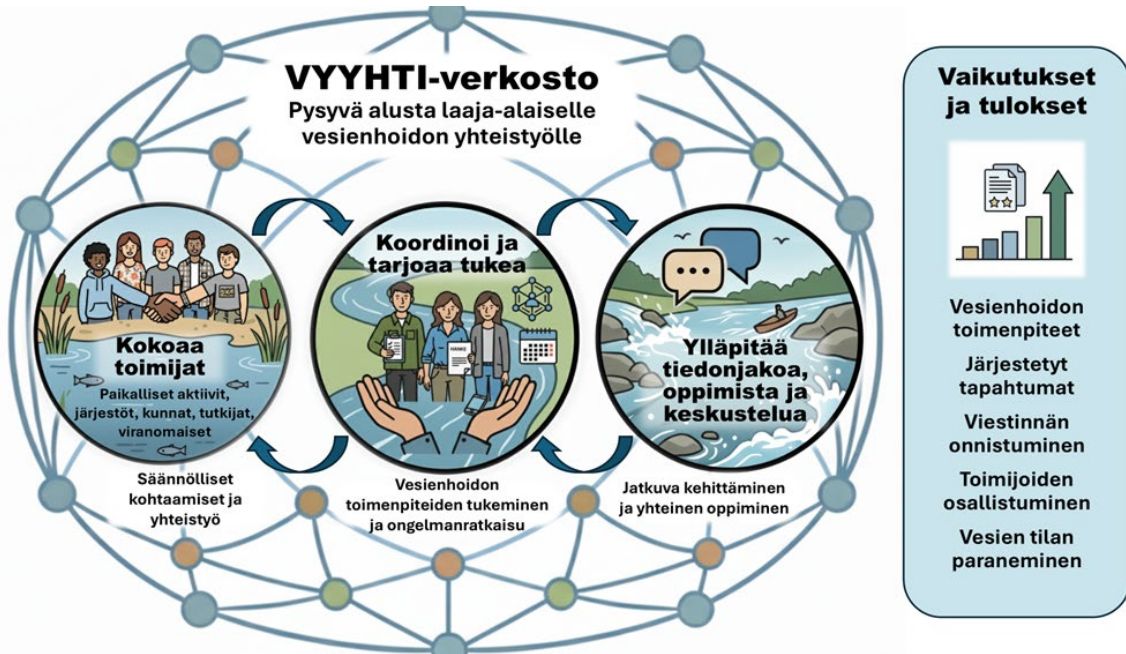 VYYHTI-verkosto
Pysyvä alusta laaja-alaiselle
vesienhoidon yhteistyölle
Kokoaa
toimijat
Paikalliset aktiivit,
järjestöt, kunnat, tutkijat,
viranomaiset
Säännölliset
kohtaamiset ja
yhteistyö
Koordinoi ja
tarjoaa tukea
HANKE
Vesienhoidon
toimenpiteiden tukeminen
ja ongelmanratkaisu
Ylläpitää
tiedonjakoa,
oppimista ja
keskustelua
Jatkuva kehittäminen
ja yhteinen oppiminen
Vaikutukset
ja tulokset
Vesienhoidon
toimenpiteet
Järjestetyt
tapahtumat
Viestinnän
onnistuminen
Toimijoiden
osallistuminen
Vesien tilan
paraneminen